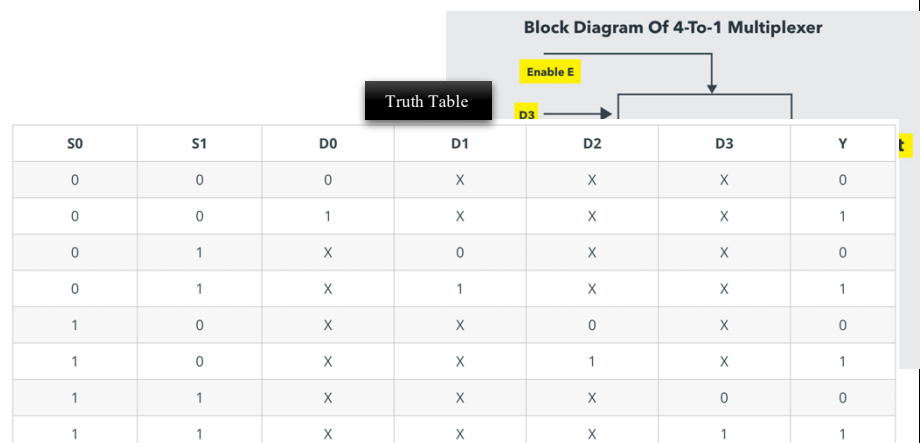 Block Diagram Of 4-To-1 Multiplexer
Enable E
Truth Table
D3
S0 S1 D0 D1 D2 D3 Y
0 0 0 X X X 0
0 0 1 X X X 1
0 1 X 0 X X 0
0 1 X 1 X X 1
1 0 X X 0 X 0
1 0 X X 1 X 1
1 1 X X X 0 0
1 1 X X X 1 1